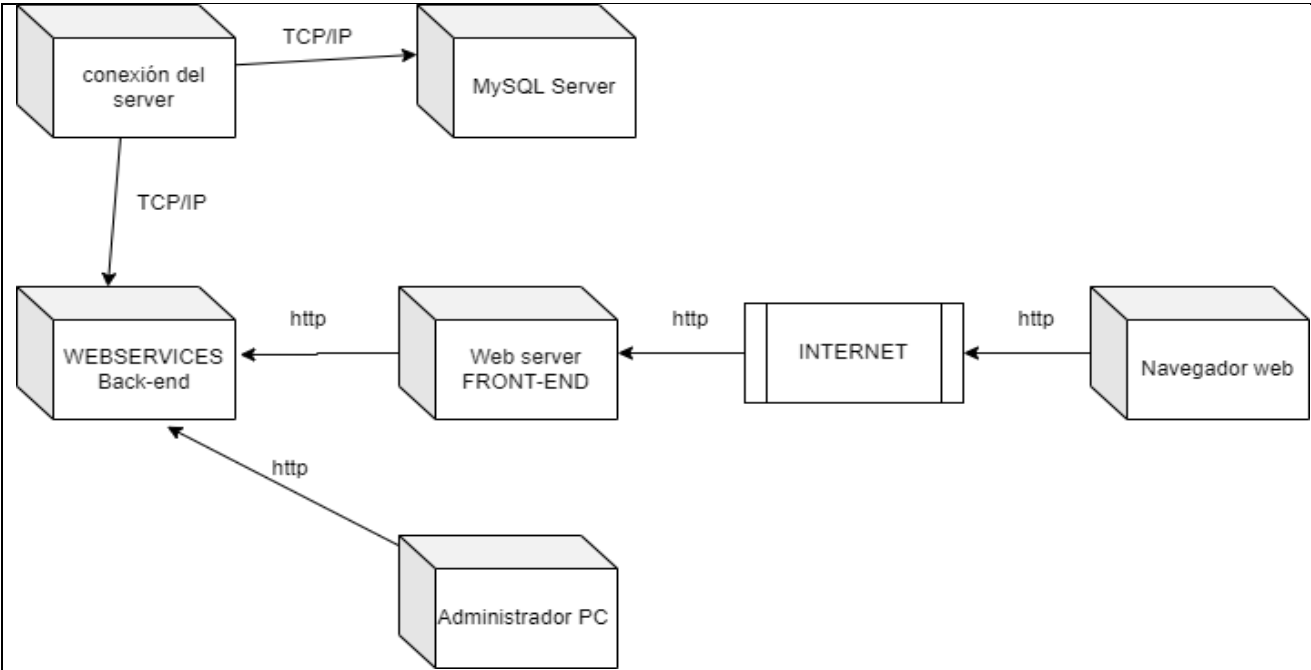 TCP/IP
conexión del
server
MySQL Server
TCP/IP
http
http
http
WEBSERVICES
Back-end
Web server
FRONT-END
INTERNET
Navegador web
http
Administrador PC